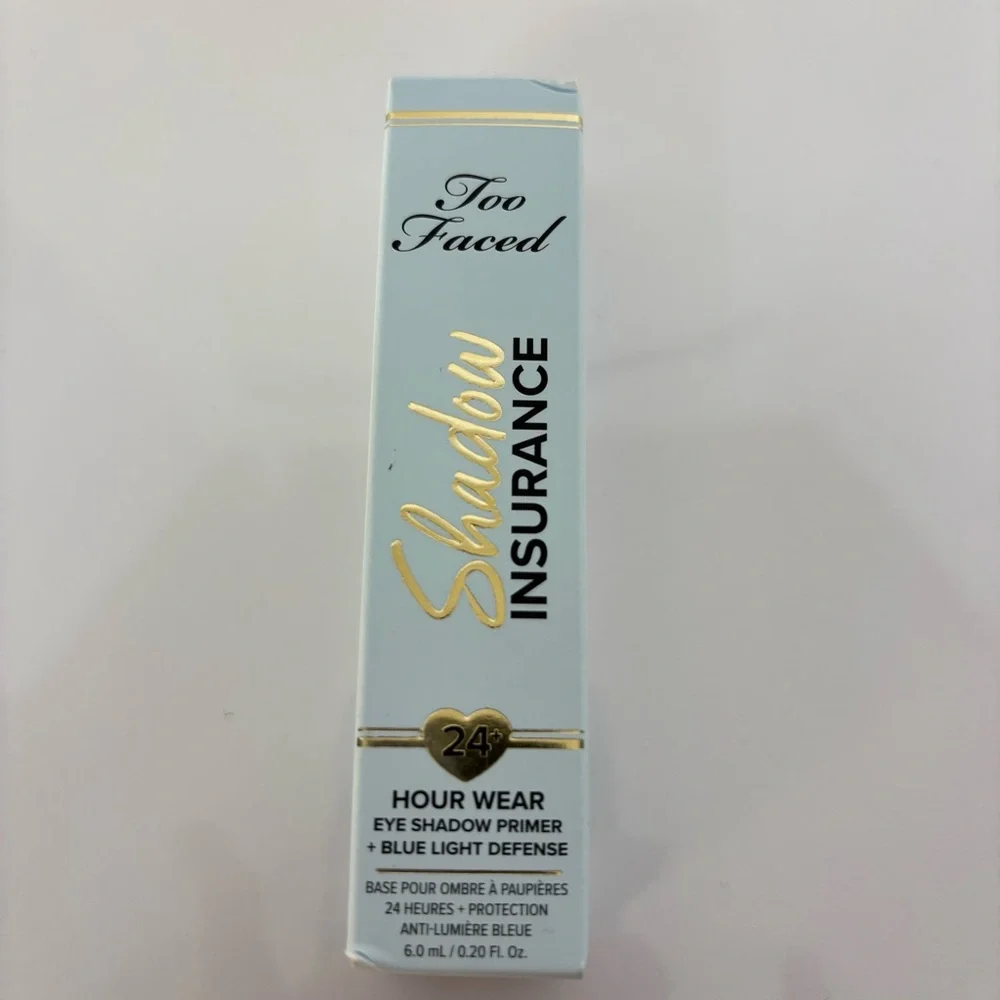 Too
Faced
Shadow
INSURANCE
24+
HOUR WEAR
EYE SHADOW PRIMER
+ BLUE LIGHT DEFENSE
BASE POUR OMBRE À PAUPIÈRES
24 HEURES + PROTECTION
ANTI-LUMIÈRE BLEUE
6.0 mL / 0.20 Fl. Oz.